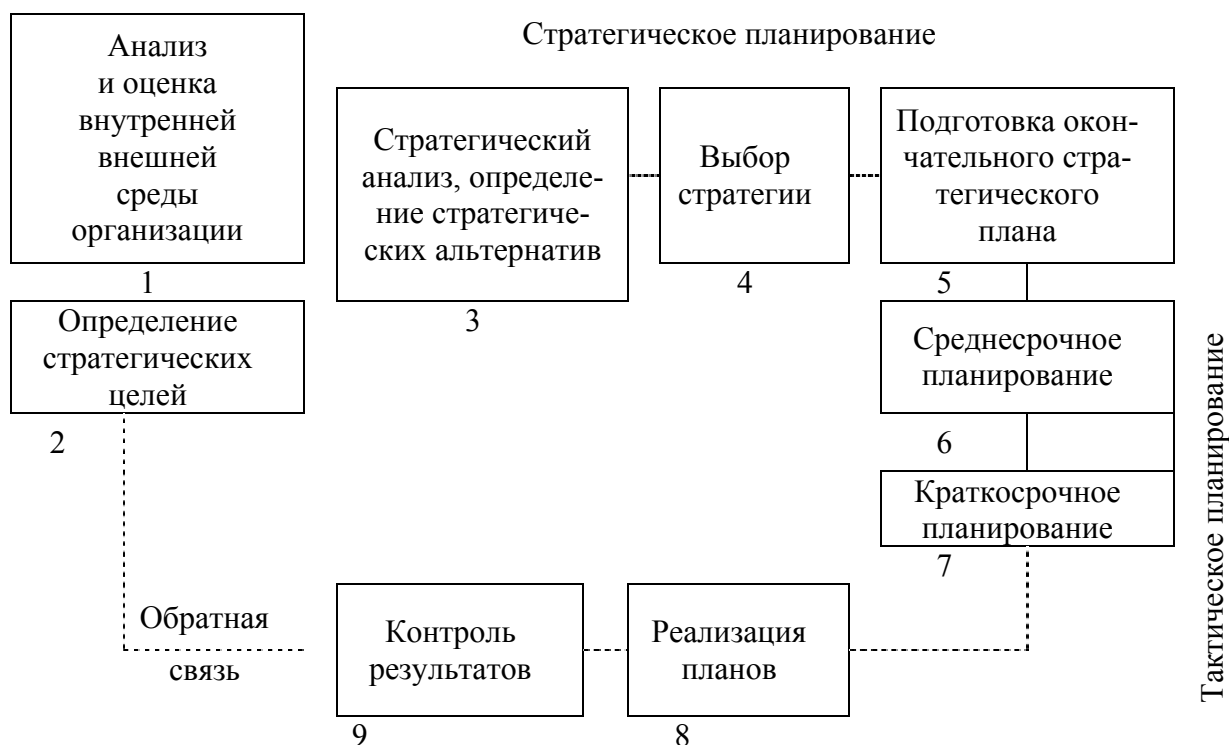 Стратегическое планирование
Анализ
и оценка
внутренней
внешней
среды
организации
1
Определение
стратегических
целей
2
Стратегический
анализ, определе-
ние стратегиче-
ских альтернатив
3
Выбор
стратегии
4
Подготовка окон-
чательного стра-
тегического
плана
5
Среднесрочное
планирование
6
Краткосрочное
планирование
7
Тактическое планирование
Реализация
планов
8
Контроль
результатов
9
Обратная
связь